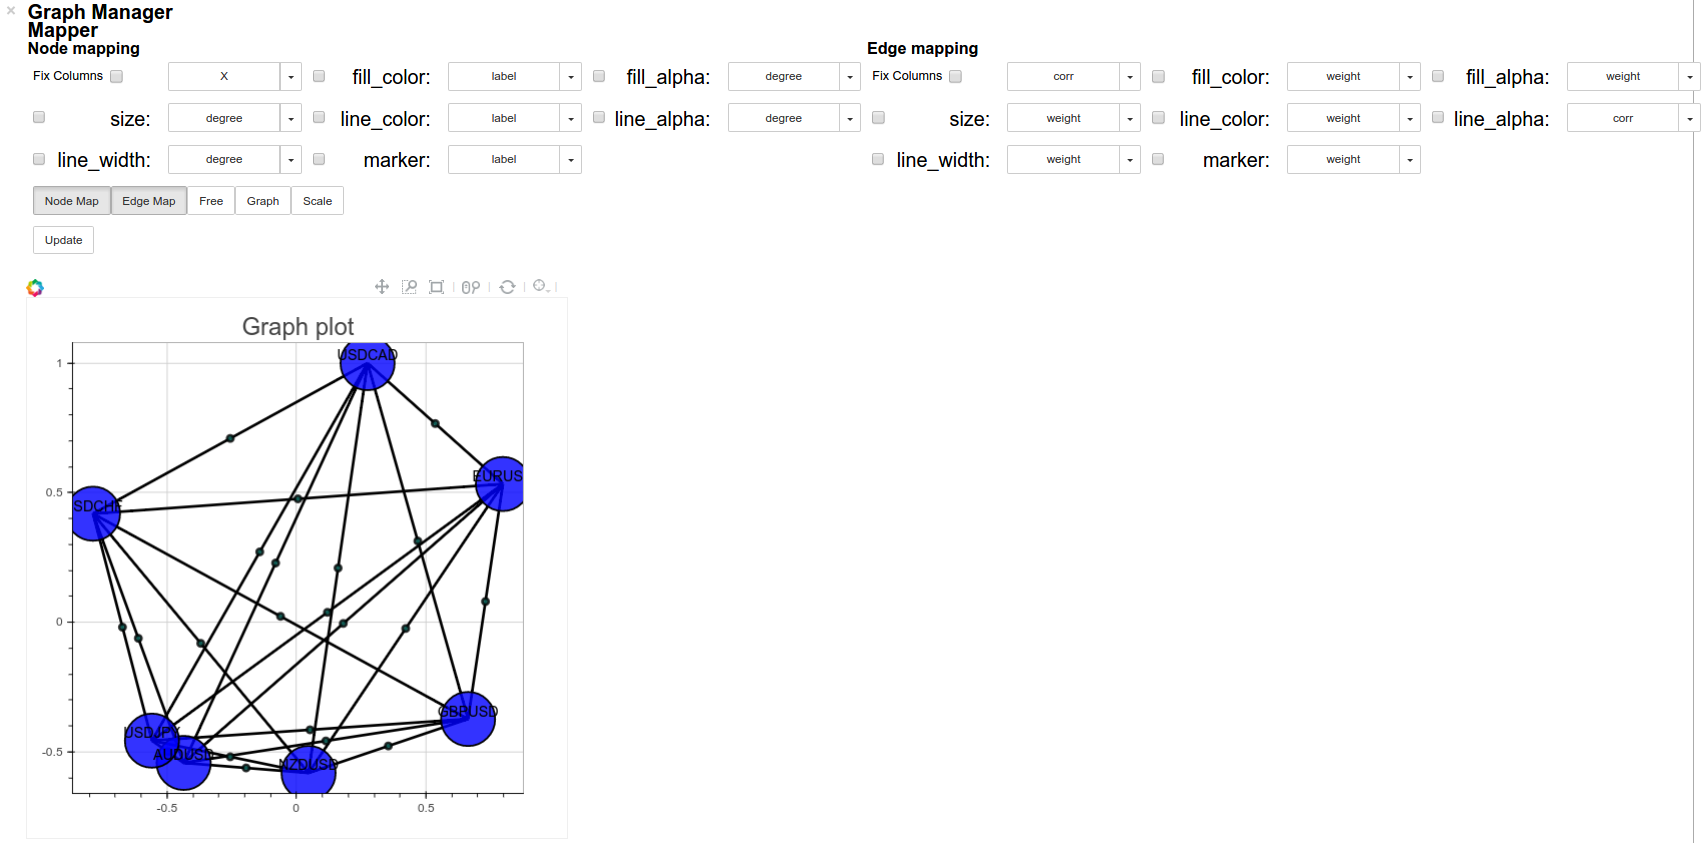 ×
Graph Manager
Mapper
Node mapping
Edge mapping
Fix Columns X fill_color: label fill_alpha: degree
Fix Columns corr fill_color: weight fill_alpha: weight
size: degree line_color: label line_alpha: degree
size: weight line_color: weight line_alpha: corr
line_width: degree marker: label
line_width: weight marker: weight
Node Map Edge Map Free Graph Scale
Update
Graph plot
USDCAD
EURUS
SDCHF
GBPUSD
USDJPY
AUDUSD
NZDUSD
1
0.5
0
-0.5
-0.5 0 0.5